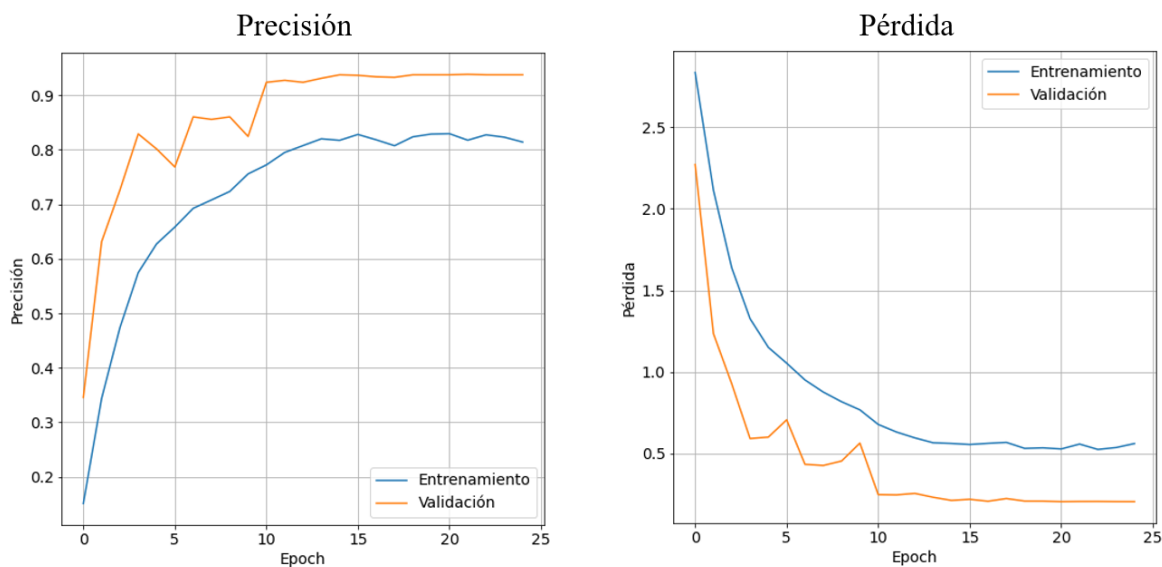 Precisión
0.9
0.8
0.7
0.6
0.5
0.4
0.3
0.2
Precisión
0
5
10
15
20
25
Epoch
Entrenamiento
Validación
Pérdida
2.5
2.0
1.5
1.0
0.5
Pérdida
0
5
10
15
20
25
Epoch
Entrenamiento
Validación